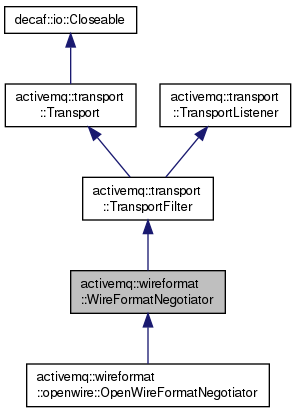 decaf::io::Closeable
activemq::transport
::Transport
activemq::transport
::TransportListener
activemq::transport
::TransportFilter
activemq::wireformat
::WireFormatNegotiator
activemq::wireformat
::openwire::OpenWireFormatNegotiator